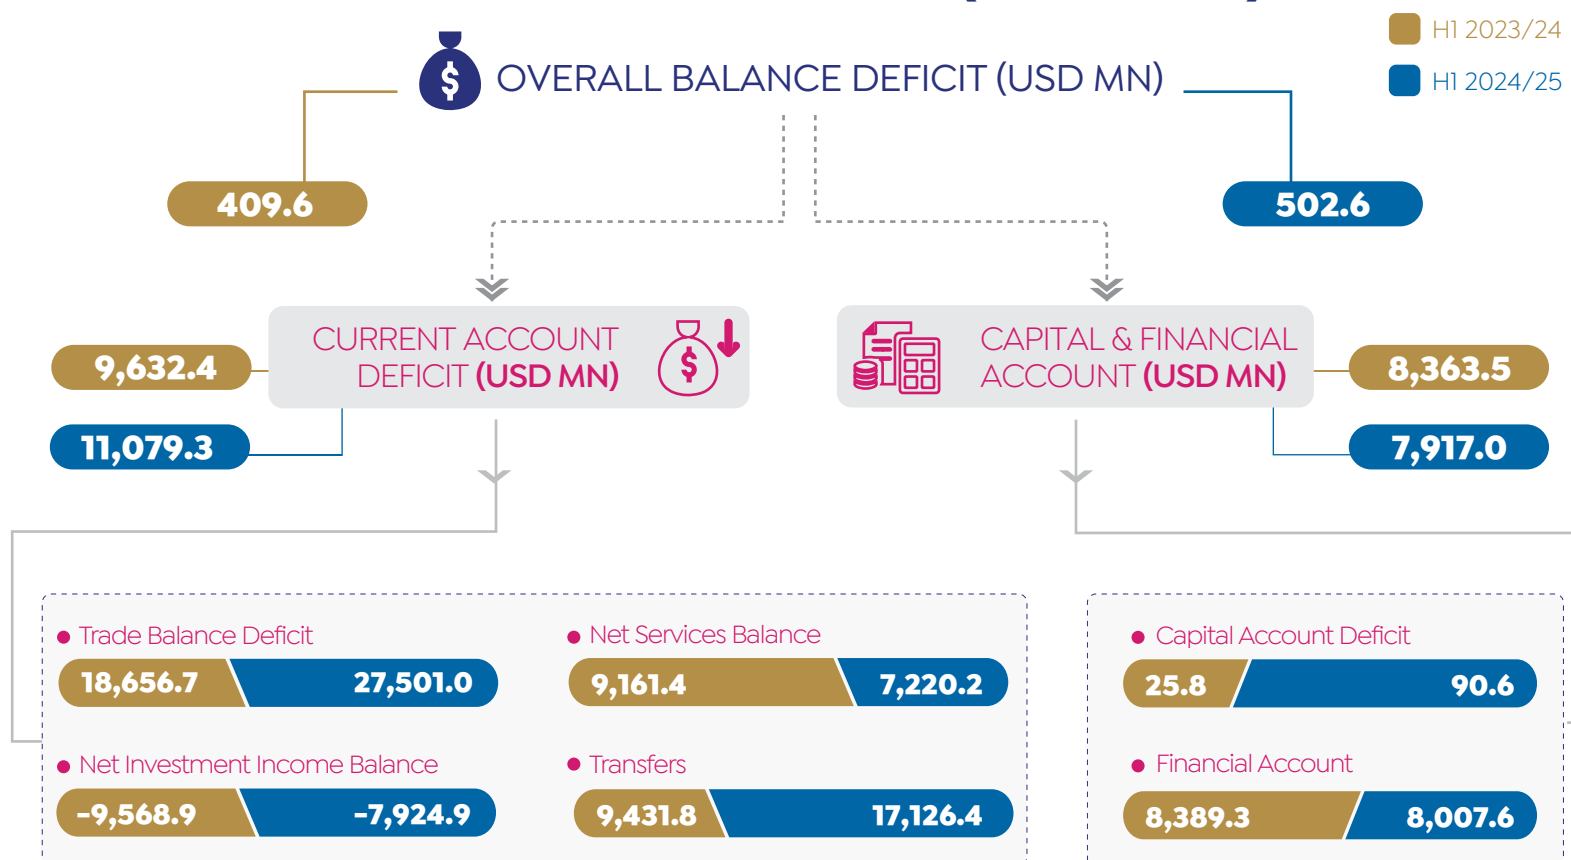 H1 2023/24
H1 2024/25
$ OVERALL BALANCE DEFICIT (USD MN)
409.6
502.6
CURRENT ACCOUNT
DEFICIT (USD MN)
$
9,632.4
11,079.3
CAPITAL & FINANCIAL
ACCOUNT (USD MN)
8,363.5
7,917.0
Trade Balance Deficit
18,656.7 27,501.0
Net Services Balance
9,161.4 7,220.2
Net Investment Income Balance
-9,568.9 -7,924.9
Transfers
9,431.8 17,126.4
Capital Account Deficit
25.8 90.6
Financial Account
8,389.3 8,007.6